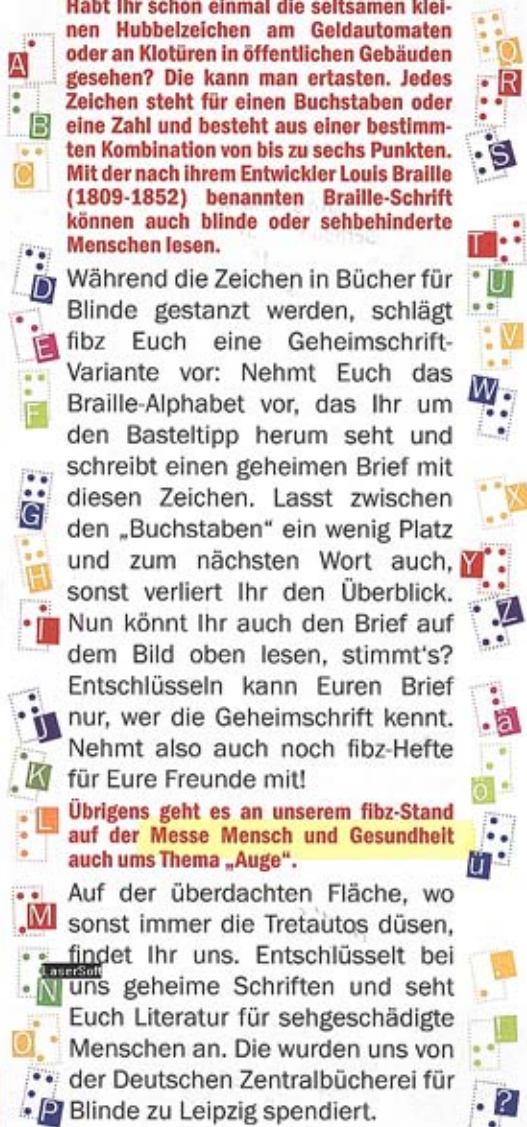 Habt Ihr schon einmal die seltsamen klei-
nen Hubbelzeichen am Geldautomaten
oder an Klotüren in öffentlichen Gebäuden
gesehen? Die kann man ertasten. Jedes
Zeichen steht für einen Buchstaben oder
eine Zahl und besteht aus einer bestimm-
ten Kombination von bis zu sechs Punkten.
Mit der nach ihrem Entwickler Louis Braille
(1809-1852) benannten Braille-Schrift
können auch blinde oder sehbehinderte
Menschen lesen.
Während die Zeichen in Bücher für
Blinde gestanzt werden, schlägt
fibz Euch eine Geheimschrift-
Variante vor: Nehmt Euch das
Braille-Alphabet vor, das Ihr um
den Basteltipp herum seht und
schreibt einen geheimen Brief mit
diesen Zeichen. Lasst zwischen
den „Buchstaben“ ein wenig Platz
und zum nächsten Wort auch,
sonst verliert Ihr den Überblick.
Nun könnt Ihr auch den Brief auf
dem Bild oben lesen, stimmt's?
Entschlüsseln kann Euren Brief
nur, wer die Geheimschrift kennt.
Nehmt also auch noch fibz-Hefte
für Eure Freunde mit!
Übrigens geht es an unserem fibz-Stand
auf der Messe Mensch und Gesundheit
auch ums Thema „Auge“.
Auf der überdachten Fläche, wo
sonst immer die Tretautos düsen,
findet Ihr uns. Entschlüsselt bei
uns geheime Schriften und seht
Euch Literatur für sehgeschädigte
Menschen an. Die wurden uns von
der Deutschen Zentralbücherei für
Blinde zu Leipzig spendiert.
A
B
C
D
E
F
G
H
I
J
K
L
M
N
O
P
Q
R
S
T
U
V
W
X
Y
Z
ä
ö
ü
.
!
?
LaserSoft